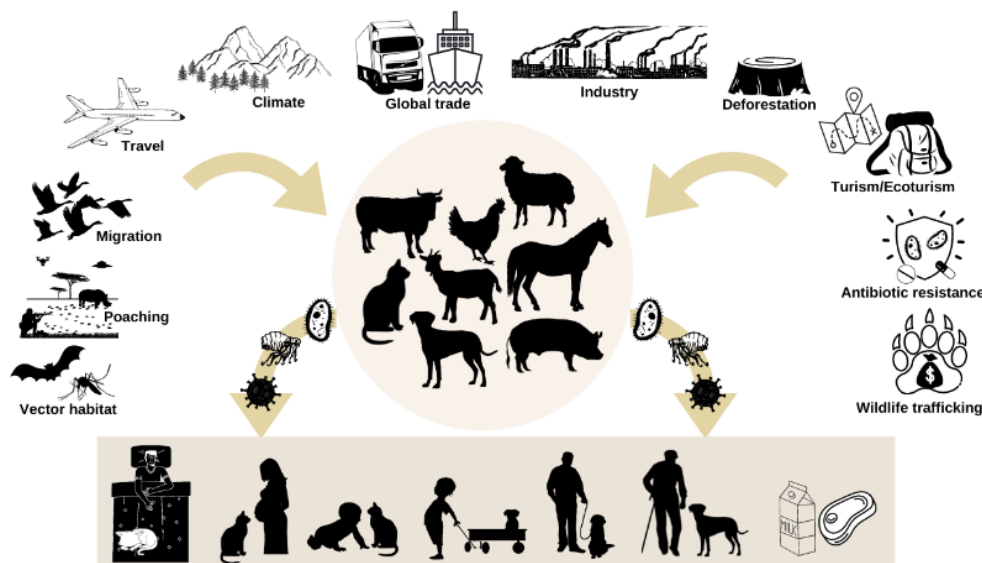 Climate
Global trade
Industry
Deforestation
Travel
Turism/Ecoturism
Migration
Antibiotic resistance
Poaching
Vector habitat
Wildlife trafficking
$
MILK